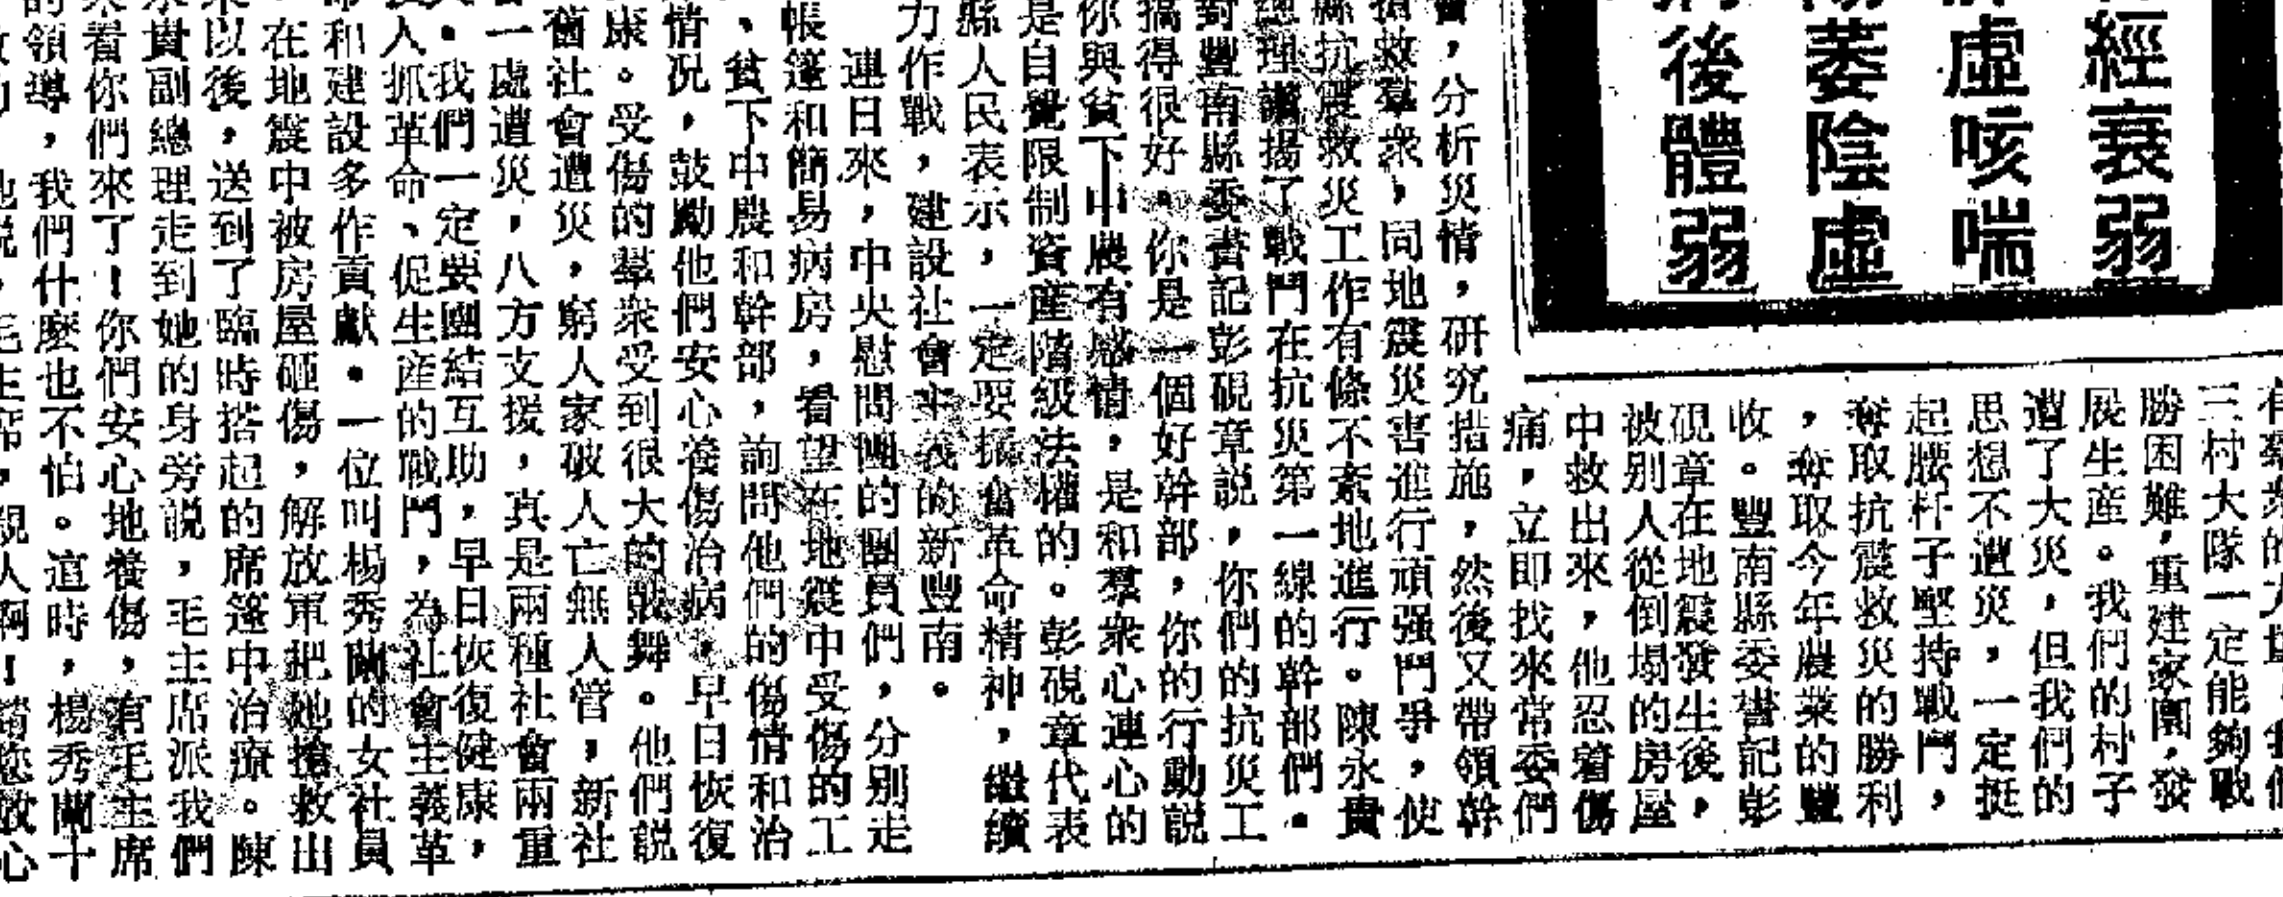 經衰弱
虛咳喘
萎陰虛
後體弱
三村大隊一定能夠戰
勝困難，重建家園，發
展生産。我們的村子
遭了大災，但我們的
思想不遭災，一定挺
起腰杆子堅持戰鬥，
奪取抗震救災的勝利
，奪取今年農業的豐
收。豐南縣委書記彭
硯章在地震發生後，
被别人從倒塌的房屋
中救出來，他忍着傷
痛，立即找來常委們
會，分析災情，研究措施，然後又帶領幹
搶救羣衆，同地震災害進行頑强鬥爭，使
縣抗震救災工作有條不紊地進行。陳永貴
總理讚揚了戰鬥在抗災第一線的幹部們。
對豐南縣委書記彭硯章説，你們的抗災工
搞得很好。你是一個好幹部，你的行動説
你與貧下中農有感情，是和羣衆心連心的
是自覺限制資産階級法權的。彭硯章代表
縣人民表示，一定要搞奮革命精神，繼續
力作戰，建設社會主義的新豐南。
連日來，中央慰問團的團員們，分别走
帳篷和簡易病房，看望在地震中受傷的工
、貧下中農和幹部，詢問他們的傷情和治
情况，鼓勵他們安心養傷治病，早日恢復
康。受傷的羣衆受到很大的鼓舞。他們説
舊社會遭災，窮人家破人亡無人管，新社
一處遭災，八方支援，真是兩種社會兩重
。我們一定要團結互助，早日恢復健康，
人抓革命、促生産的戰鬥，為社會主義革
和建設多作貢獻。一位叫楊秀蘭的女社員
在地震中被房屋砸傷，解放軍把她搶救出
以後，送到了臨時搭起的席篷中治療。陳
貴副總理走到她的身旁説，毛主席派我們
看你們來了！你們安心地養傷，有毛主席
的領導，我們什麽也不怕。這時，楊秀蘭十